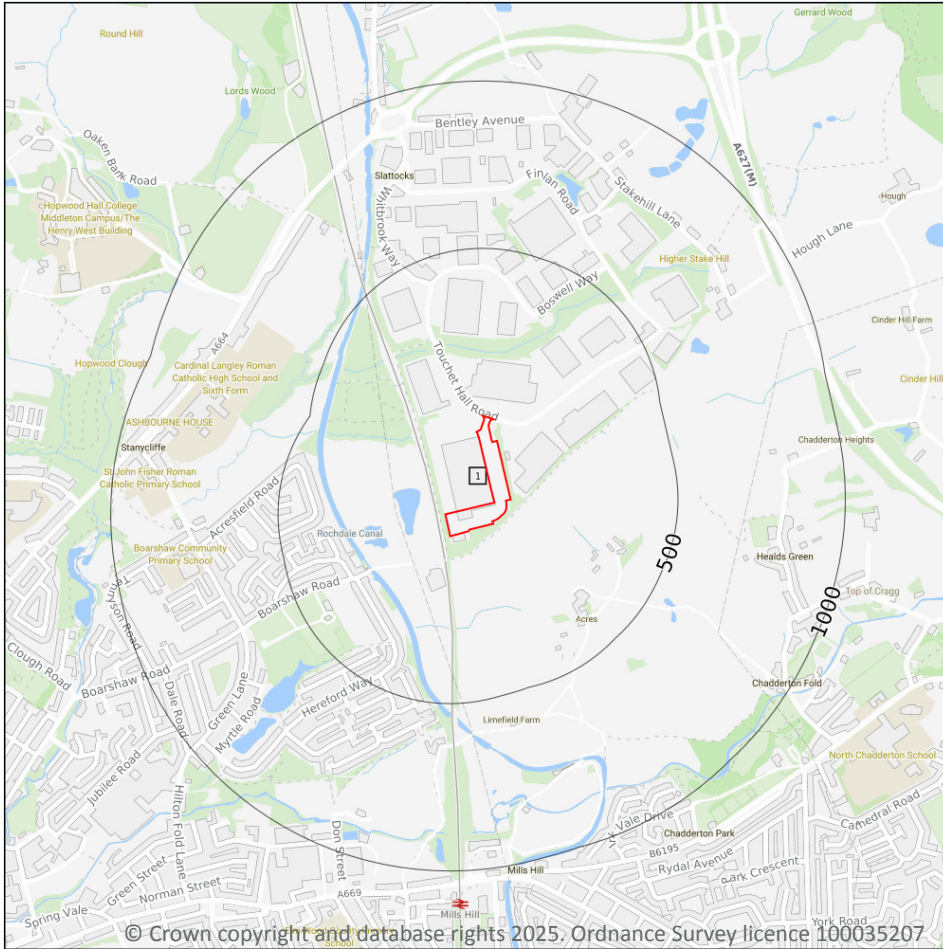 Gerrard Wood
Round Hill
Lords Wood
Bentley Avenue
Oaken Bank Road
A627(M)
Slattocks
Finlan Road
Whitbrook Way
Stakehill Lane
Hough
Hopwood Hall College
Middleton Campus/The
Henry West Building
Hough Lane
Higher Stake Hill
Boswell Way
A664
Cinder Hill Farm
Touchet Hall Road
Hopwood Clough
Cardinal Langley Roman
Catholic High School and
Sixth Form
Cinder Hill
ASHBOURNE HOUSE
Stanycliffe
Chadderton Heights
St John Fisher Roman
Catholic Primary School
1
Acresfield Road
Rochdale Canal
Boarshaw Community
Primary School
500
Healds Green
Boarshaw Road
Tennyson Road
Top of Cragg
1000
Acres
Clough Road
Boarshaw Road
Dale Road
Green Lane
Myrtle Road
Hereford Way
Chadderton Fold
Limefield Farm
North Chadderton School
Jubilee Road
Hilton Fold Lane
Don Street
Vale Drive
Chadderton Park
Cathedral Road
B6195
Rydal Avenue
Park Crescent
Green Street
Norman Street
A669
Mills Hill
Spring Vale
Mills Hill
York Road
School
© Crown copyright and database rights 2025. Ordnance Survey licence 100035207.